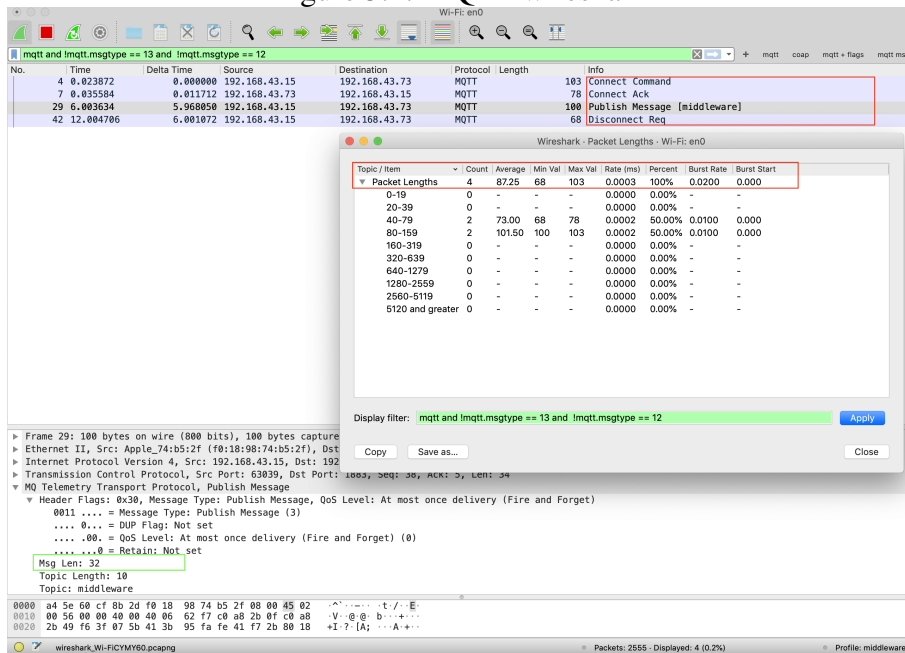 Wi-Fi: en0
mqtt and !mqtt.msgtype == 13 and !mqtt.msgtype == 12
+ mqtt coap mqtt + flags mqtt ms
No. Time Delta Time Source Destination Protocol Length Info
4 0.023872 0.000000 192.168.43.15 192.168.43.73 MQTT 103 Connect Command
7 0.035584 0.011712 192.168.43.73 192.168.43.15 MQTT 78 Connect Ack
29 6.003634 5.968050 192.168.43.15 192.168.43.73 MQTT 100 Publish Message [middleware]
42 12.004706 6.001072 192.168.43.15 192.168.43.73 MQTT 68 Disconnect Req
Wireshark · Packet Lengths · Wi-Fi: en0
Topic / Item Count Average Min Val Max Val Rate (ms) Percent Burst Rate Burst Start
Packet Lengths 4 87.25 68 103 0.0003 100% 0.0200 0.000
0-19 0 - - - 0.0000 0.00% - -
20-39 0 - - - 0.0000 0.00% - -
40-79 2 73.00 68 78 0.0002 50.00% 0.0100 0.000
80-159 2 101.50 100 103 0.0002 50.00% 0.0100 0.000
160-319 0 - - - 0.0000 0.00% - -
320-639 0 - - - 0.0000 0.00% - -
640-1279 0 - - - 0.0000 0.00% - -
1280-2559 0 - - - 0.0000 0.00% - -
2560-5119 0 - - - 0.0000 0.00% - -
5120 and greater 0 - - - 0.0000 0.00% - -
Display filter: mqtt and !mqtt.msgtype == 13 and !mqtt.msgtype == 12 Apply
Copy Save as... Close
Frame 29: 100 bytes on wire (800 bits), 100 bytes capture
Ethernet II, Src: Apple_74:b5:2f (f0:18:98:74:b5:2f), Dst
Internet Protocol Version 4, Src: 192.168.43.15, Dst: 192
Transmission Control Protocol, Src Port: 63039, Dst Port: 1883, Seq: 38, Ack: 5, Len: 34
MQ Telemetry Transport Protocol, Publish Message
Header Flags: 0x30, Message Type: Publish Message, QoS Level: At most once delivery (Fire and Forget)
0011 .... = Message Type: Publish Message (3)
.... 0... = DUP Flag: Not set
.... .00. = QoS Level: At most once delivery (Fire and Forget) (0)
.... ...0 = Retain: Not set
Msg Len: 32
Topic Length: 10
Topic: middleware
0000 a4 5e 60 cf 8b 2d f0 18 98 74 b5 2f 08 00 45 02 ·^`··-·· ·t·/··E·
0010 00 56 00 00 40 00 40 06 62 f7 c0 a8 2b 0f c0 a8 ·V··@·@· b···+···
0020 2b 49 f6 3f 07 5b 41 3b 95 fa fe 41 f7 2b 80 18 +I·?·[A; ···A·+··
wireshark_Wi-FiCYMY60.pcapng Packets: 2555 · Displayed: 4 (0.2%) Profile: middleware